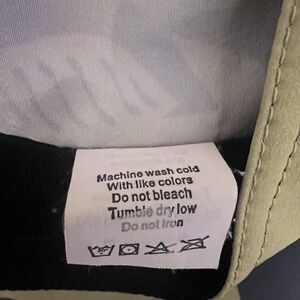 Machine wash cold
With like colors
Do not bleach
Tumble dry low
Do not iron